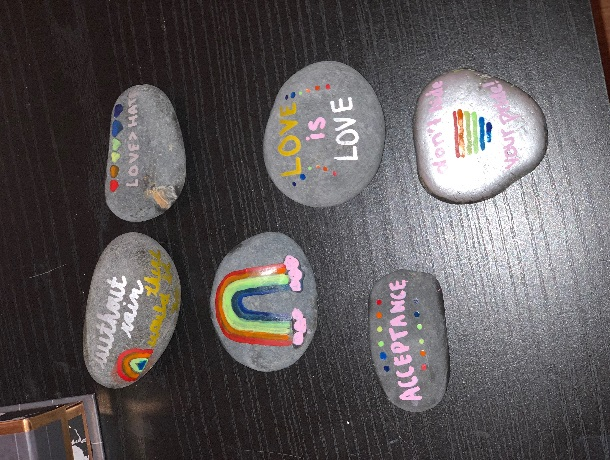 LOVE > HATE
LOVE
is
LOVE
don't hide
your pride
without
rain
ACCEPTANCE